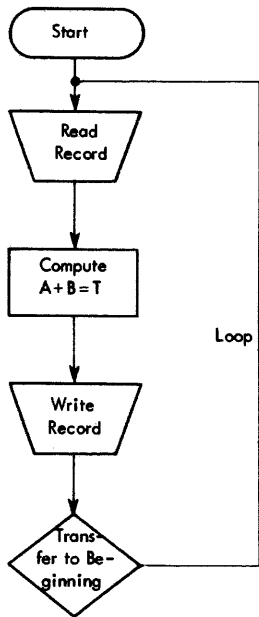 Start
Read
Record
Compute
A + B = T
Loop
Write
Record
Trans-
fer to Be-
ginning